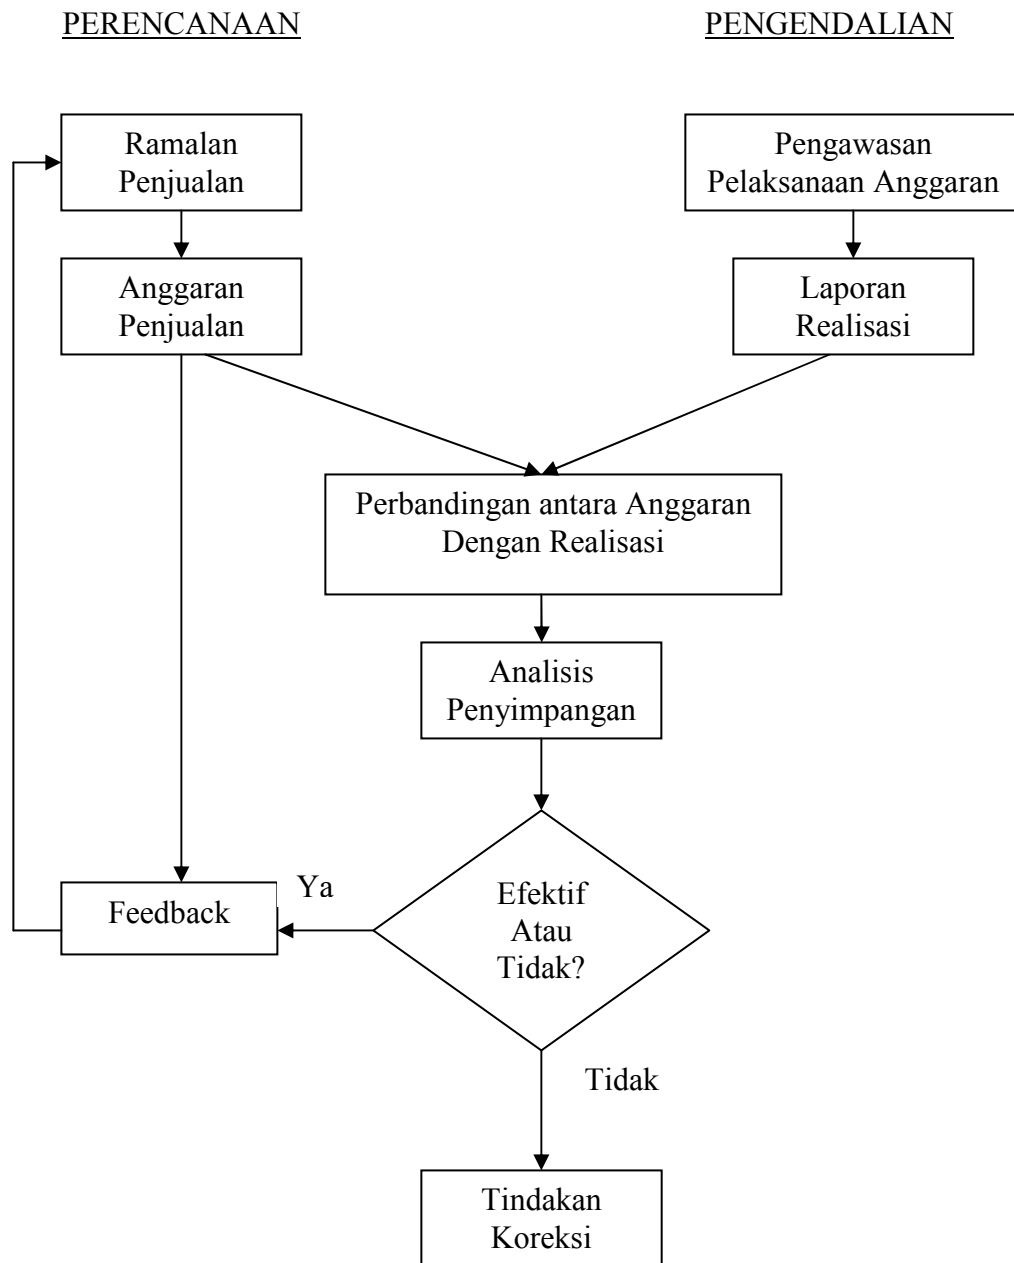 PERENCANAAN
PENGENDALIAN
Ramalan
Penjualan
Pengawasan
Pelaksanaan Anggaran
Anggaran
Penjualan
Laporan
Realisasi
Perbandingan antara Anggaran
Dengan Realisasi
Analisis
Penyimpangan
Efektif
Atau
Tidak?
Ya
Feedback
Tidak
Tindakan
Koreksi